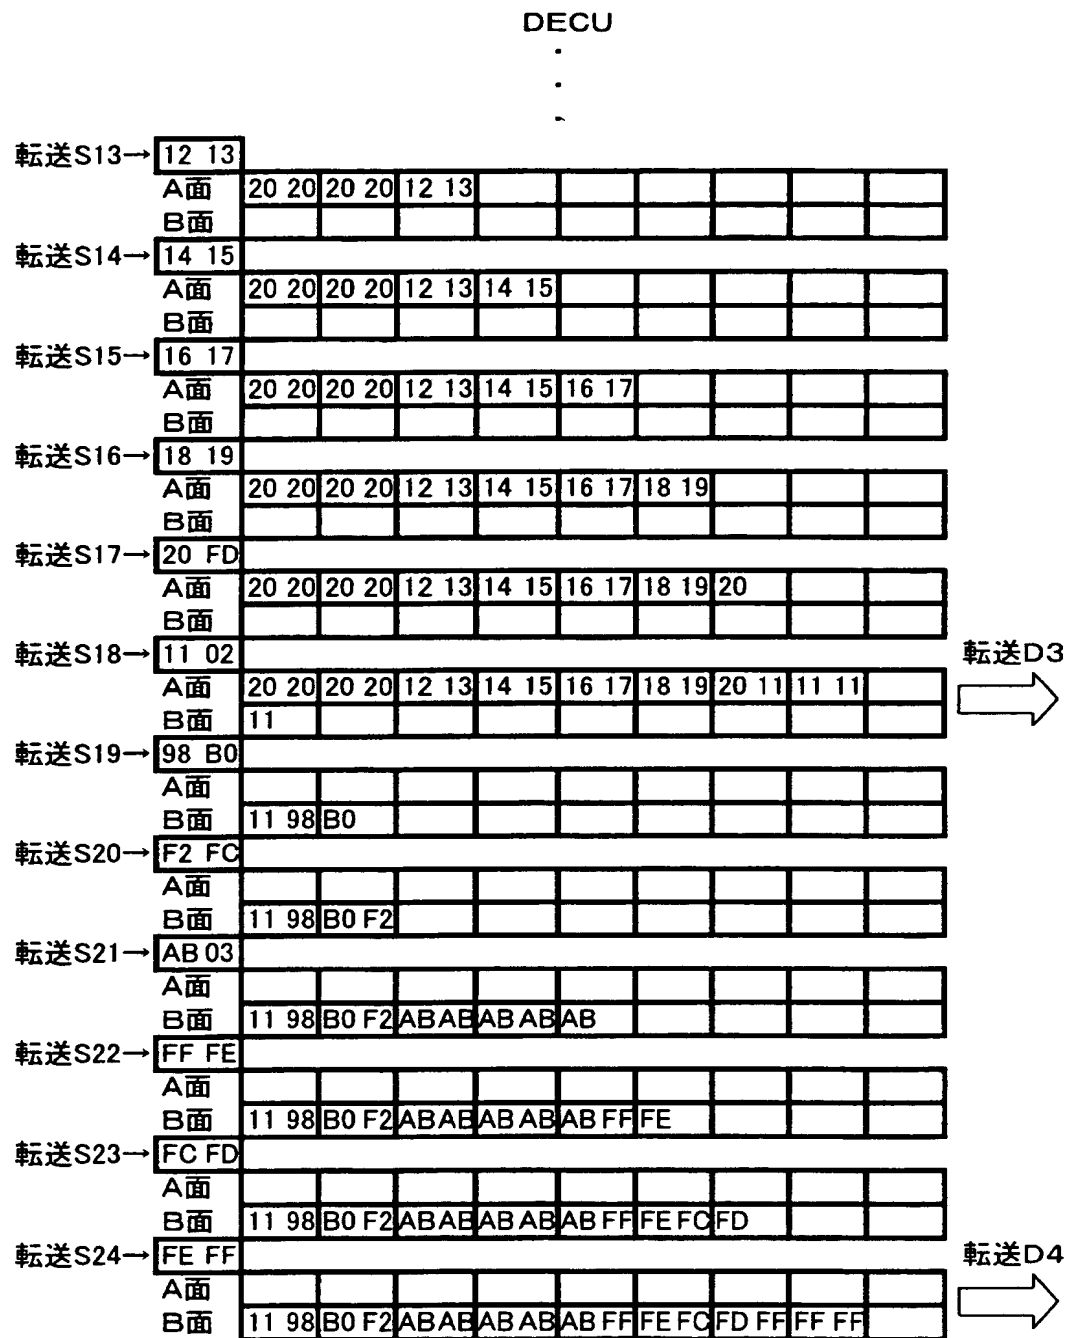 DECU
転送S13→ 12 13
A面 20 20 20 20 12 13
B面
転送S14→ 14 15
A面 20 20 20 20 12 13 14 15
B面
転送S15→ 16 17
A面 20 20 20 20 12 13 14 15 16 17
B面
転送S16→ 18 19
A面 20 20 20 20 12 13 14 15 16 17 18 19
B面
転送S17→ 20 FD
A面 20 20 20 20 12 13 14 15 16 17 18 19 20
B面
転送S18→ 11 02 転送D3
A面 20 20 20 20 12 13 14 15 16 17 18 19 20 11 11 11
B面 11
転送S19→ 98 B0
A面
B面 11 98 B0
転送S20→ F2 FC
A面
B面 11 98 B0 F2
転送S21→ AB 03
A面
B面 11 98 B0 F2 AB AB AB AB AB
転送S22→ FF FE
A面
B面 11 98 B0 F2 AB AB AB AB AB FF FE
転送S23→ FC FD
A面
B面 11 98 B0 F2 AB AB AB AB AB FF FE FC FD
転送S24→ FE FF 転送D4
A面
B面 11 98 B0 F2 AB AB AB AB AB FF FE FC FD FF FF FF